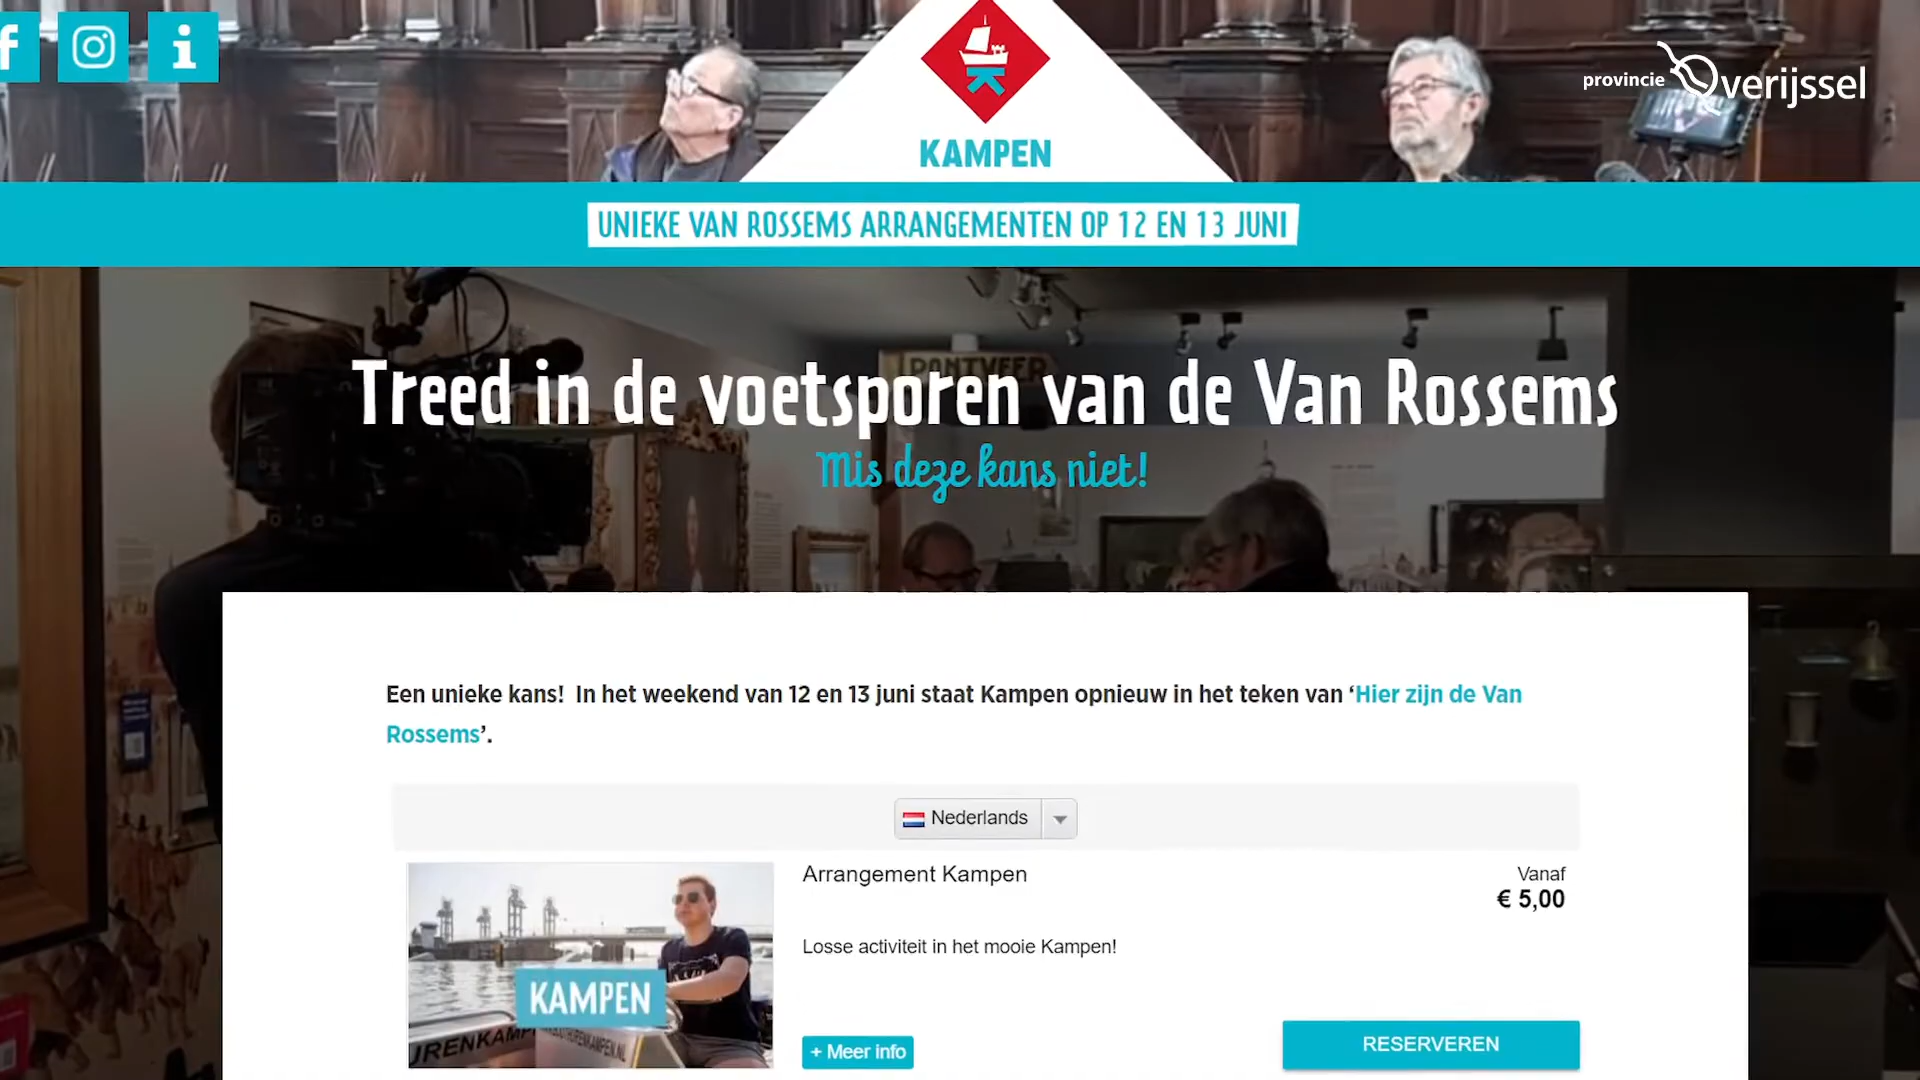 f
i
provincie Overijssel
KAMPEN
UNIEKE VAN ROSSEMS ARRANGEMENTEN OP 12 EN 13 JUNI
PONTVEER
Treed in de voetsporen van de Van Rossems
Mis deze kans niet!
Een unieke kans! In het weekend van 12 en 13 juni staat Kampen opnieuw in het teken van ‘Hier zijn de Van
Rossems’.
Nederlands
Arrangement Kampen
Vanaf
€ 5,00
Losse activiteit in het mooie Kampen!
KAMPEN
+ Meer info
RESERVEREN